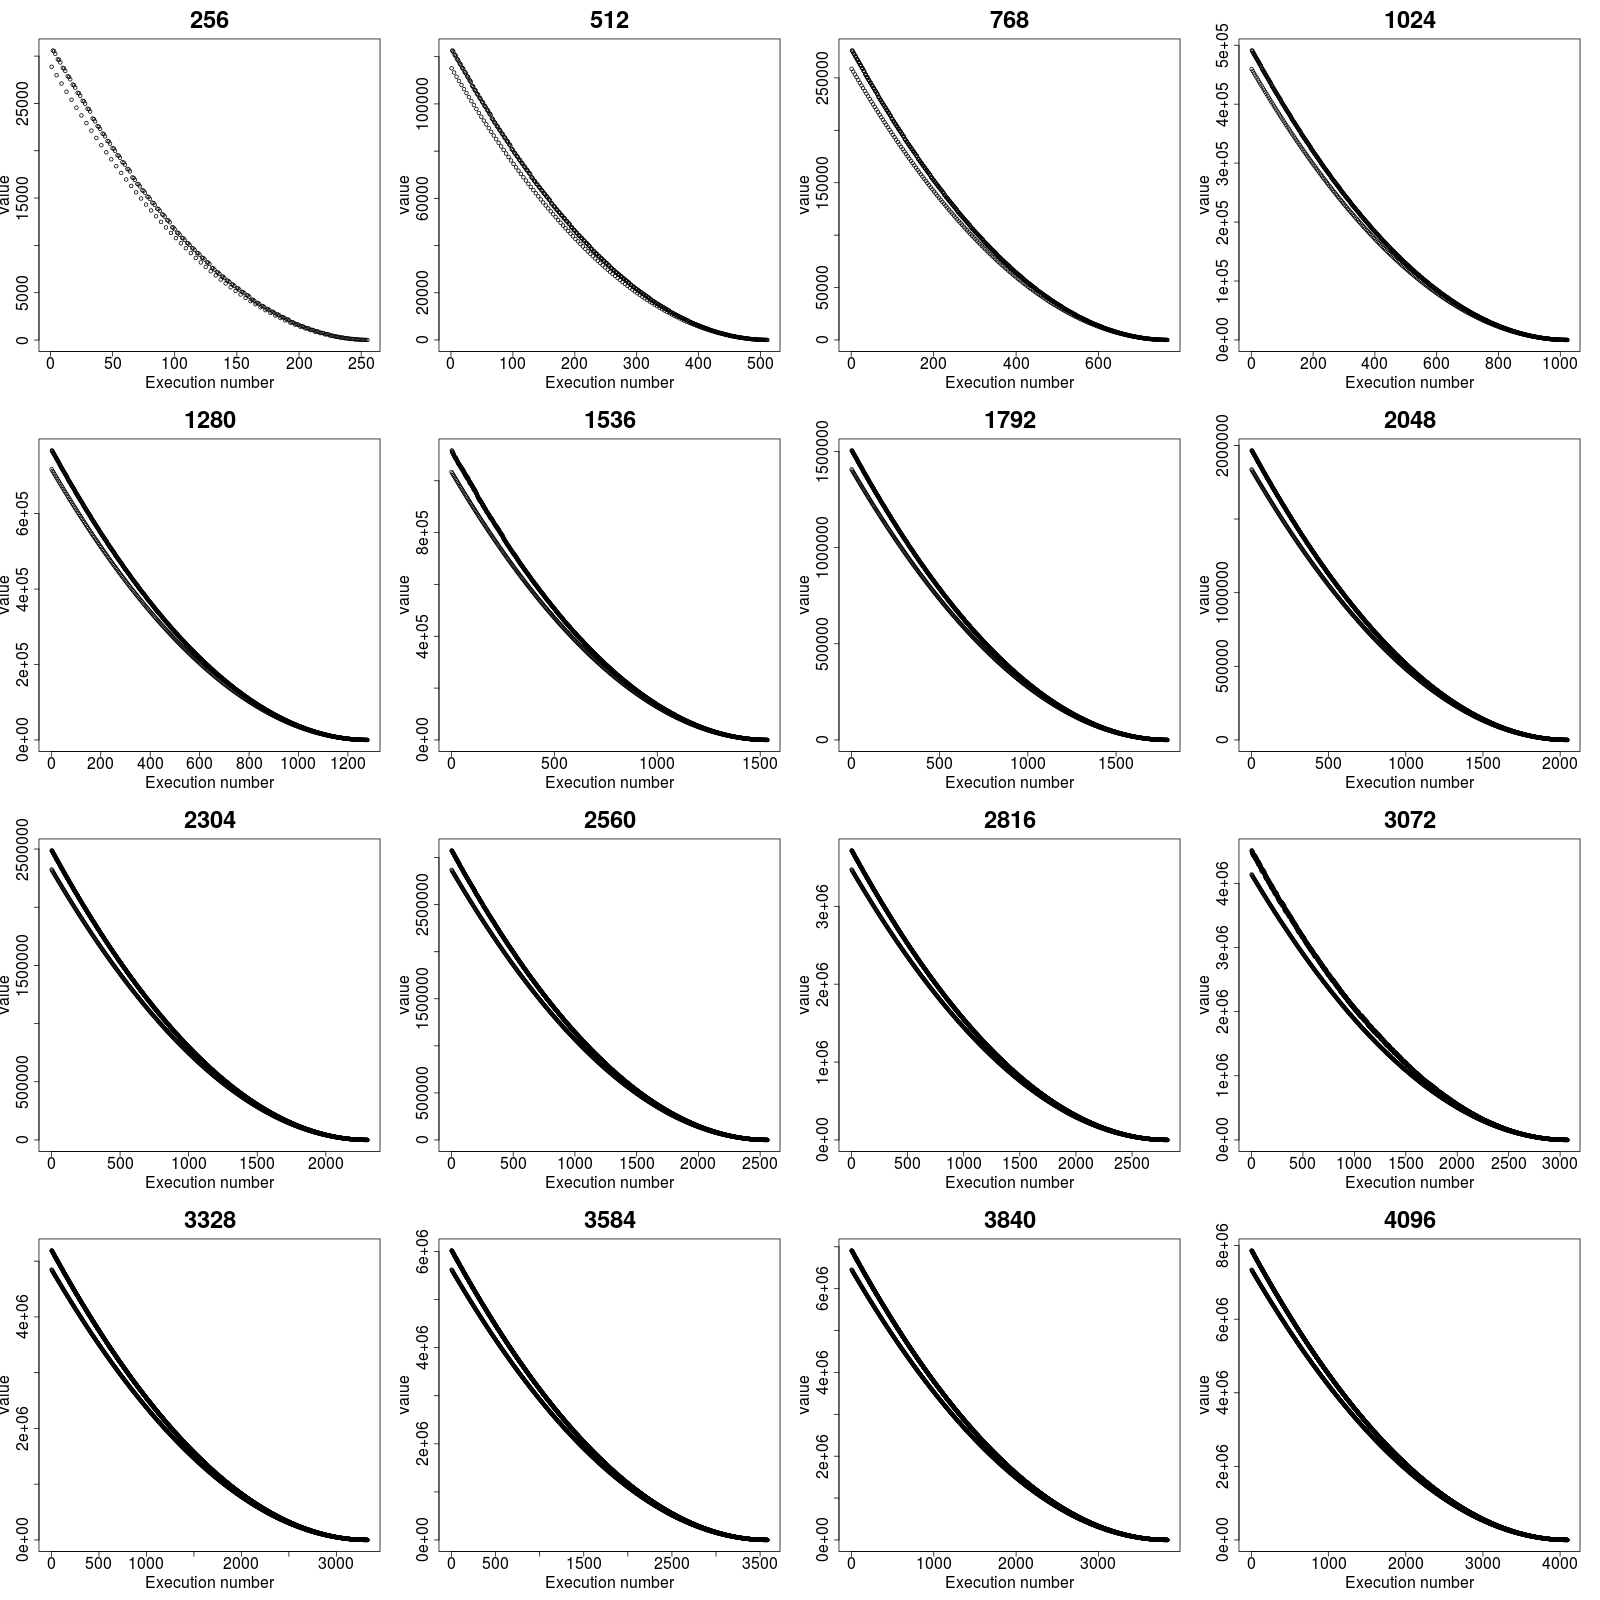 256
value
0 5000 15000 25000
0 50 100 150 200 250
Execution number
512
value
0 20000 60000 100000
0 100 200 300 400 500
Execution number
768
value
0 50000 150000 250000
0 200 400 600
Execution number
1024
value
0e+00 1e+05 2e+05 3e+05 4e+05 5e+05
0 200 400 600 800 1000
Execution number
1280
value
0e+00 2e+05 4e+05 6e+05
0 200 400 600 800 1000 1200
Execution number
1536
value
0e+00 4e+05 8e+05
0 500 1000 1500
Execution number
1792
value
0 500000 1000000 1500000
0 500 1000 1500
Execution number
2048
value
0 500000 1000000 2000000
0 500 1000 1500 2000
Execution number
2304
value
0 500000 1500000 2500000
0 500 1000 1500 2000
Execution number
2560
value
0 500000 1500000 2500000
0 500 1000 1500 2000 2500
Execution number
2816
value
0e+00 1e+06 2e+06 3e+06
0 500 1000 1500 2000 2500
Execution number
3072
value
0e+00 1e+06 2e+06 3e+06 4e+06
0 500 1000 1500 2000 2500 3000
Execution number
3328
value
0e+00 2e+06 4e+06
0 500 1000 2000 3000
Execution number
3584
value
0e+00 2e+06 4e+06 6e+06
0 500 1500 2500 3500
Execution number
3840
value
0e+00 2e+06 4e+06 6e+06
0 1000 2000 3000
Execution number
4096
value
0e+00 2e+06 4e+06 6e+06 8e+06
0 1000 2000 3000 4000
Execution number